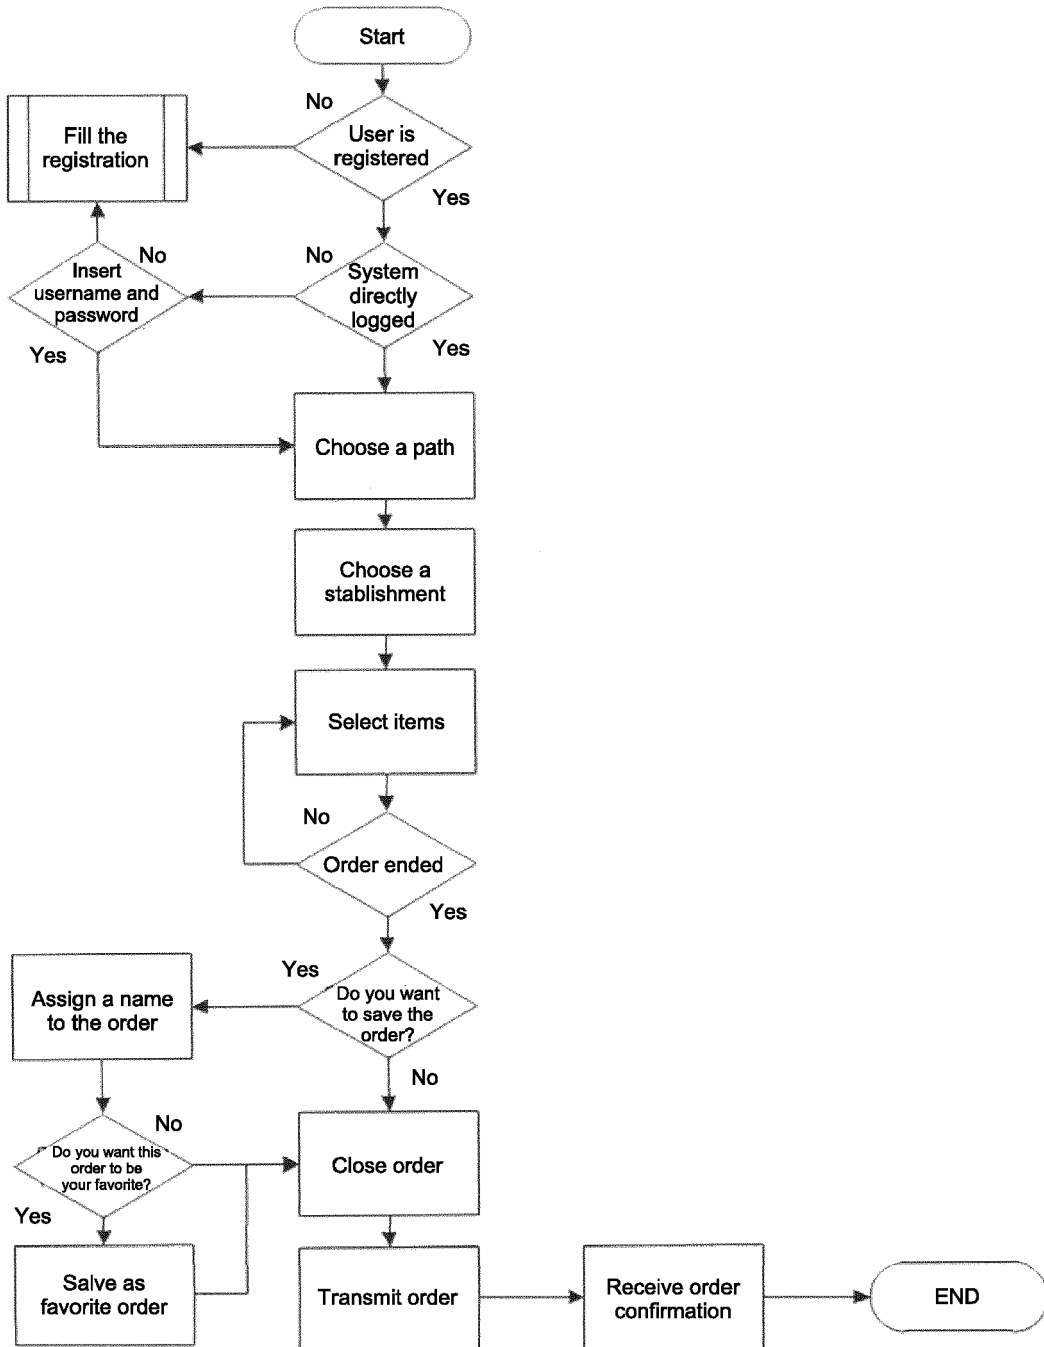 Start
No
User is
registered
Yes
Fill the
registration
No
System
directly
logged
Yes
No
Insert
username and
password
Yes
Choose a path
Choose a
stablishment
Select items
No
Order ended
Yes
Yes
Do you want
to save the
order?
No
Assign a name
to the order
No
Do you want this
order to be
your favorite?
Yes
Close order
Salve as
favorite order
Transmit order
Receive order
confirmation
END